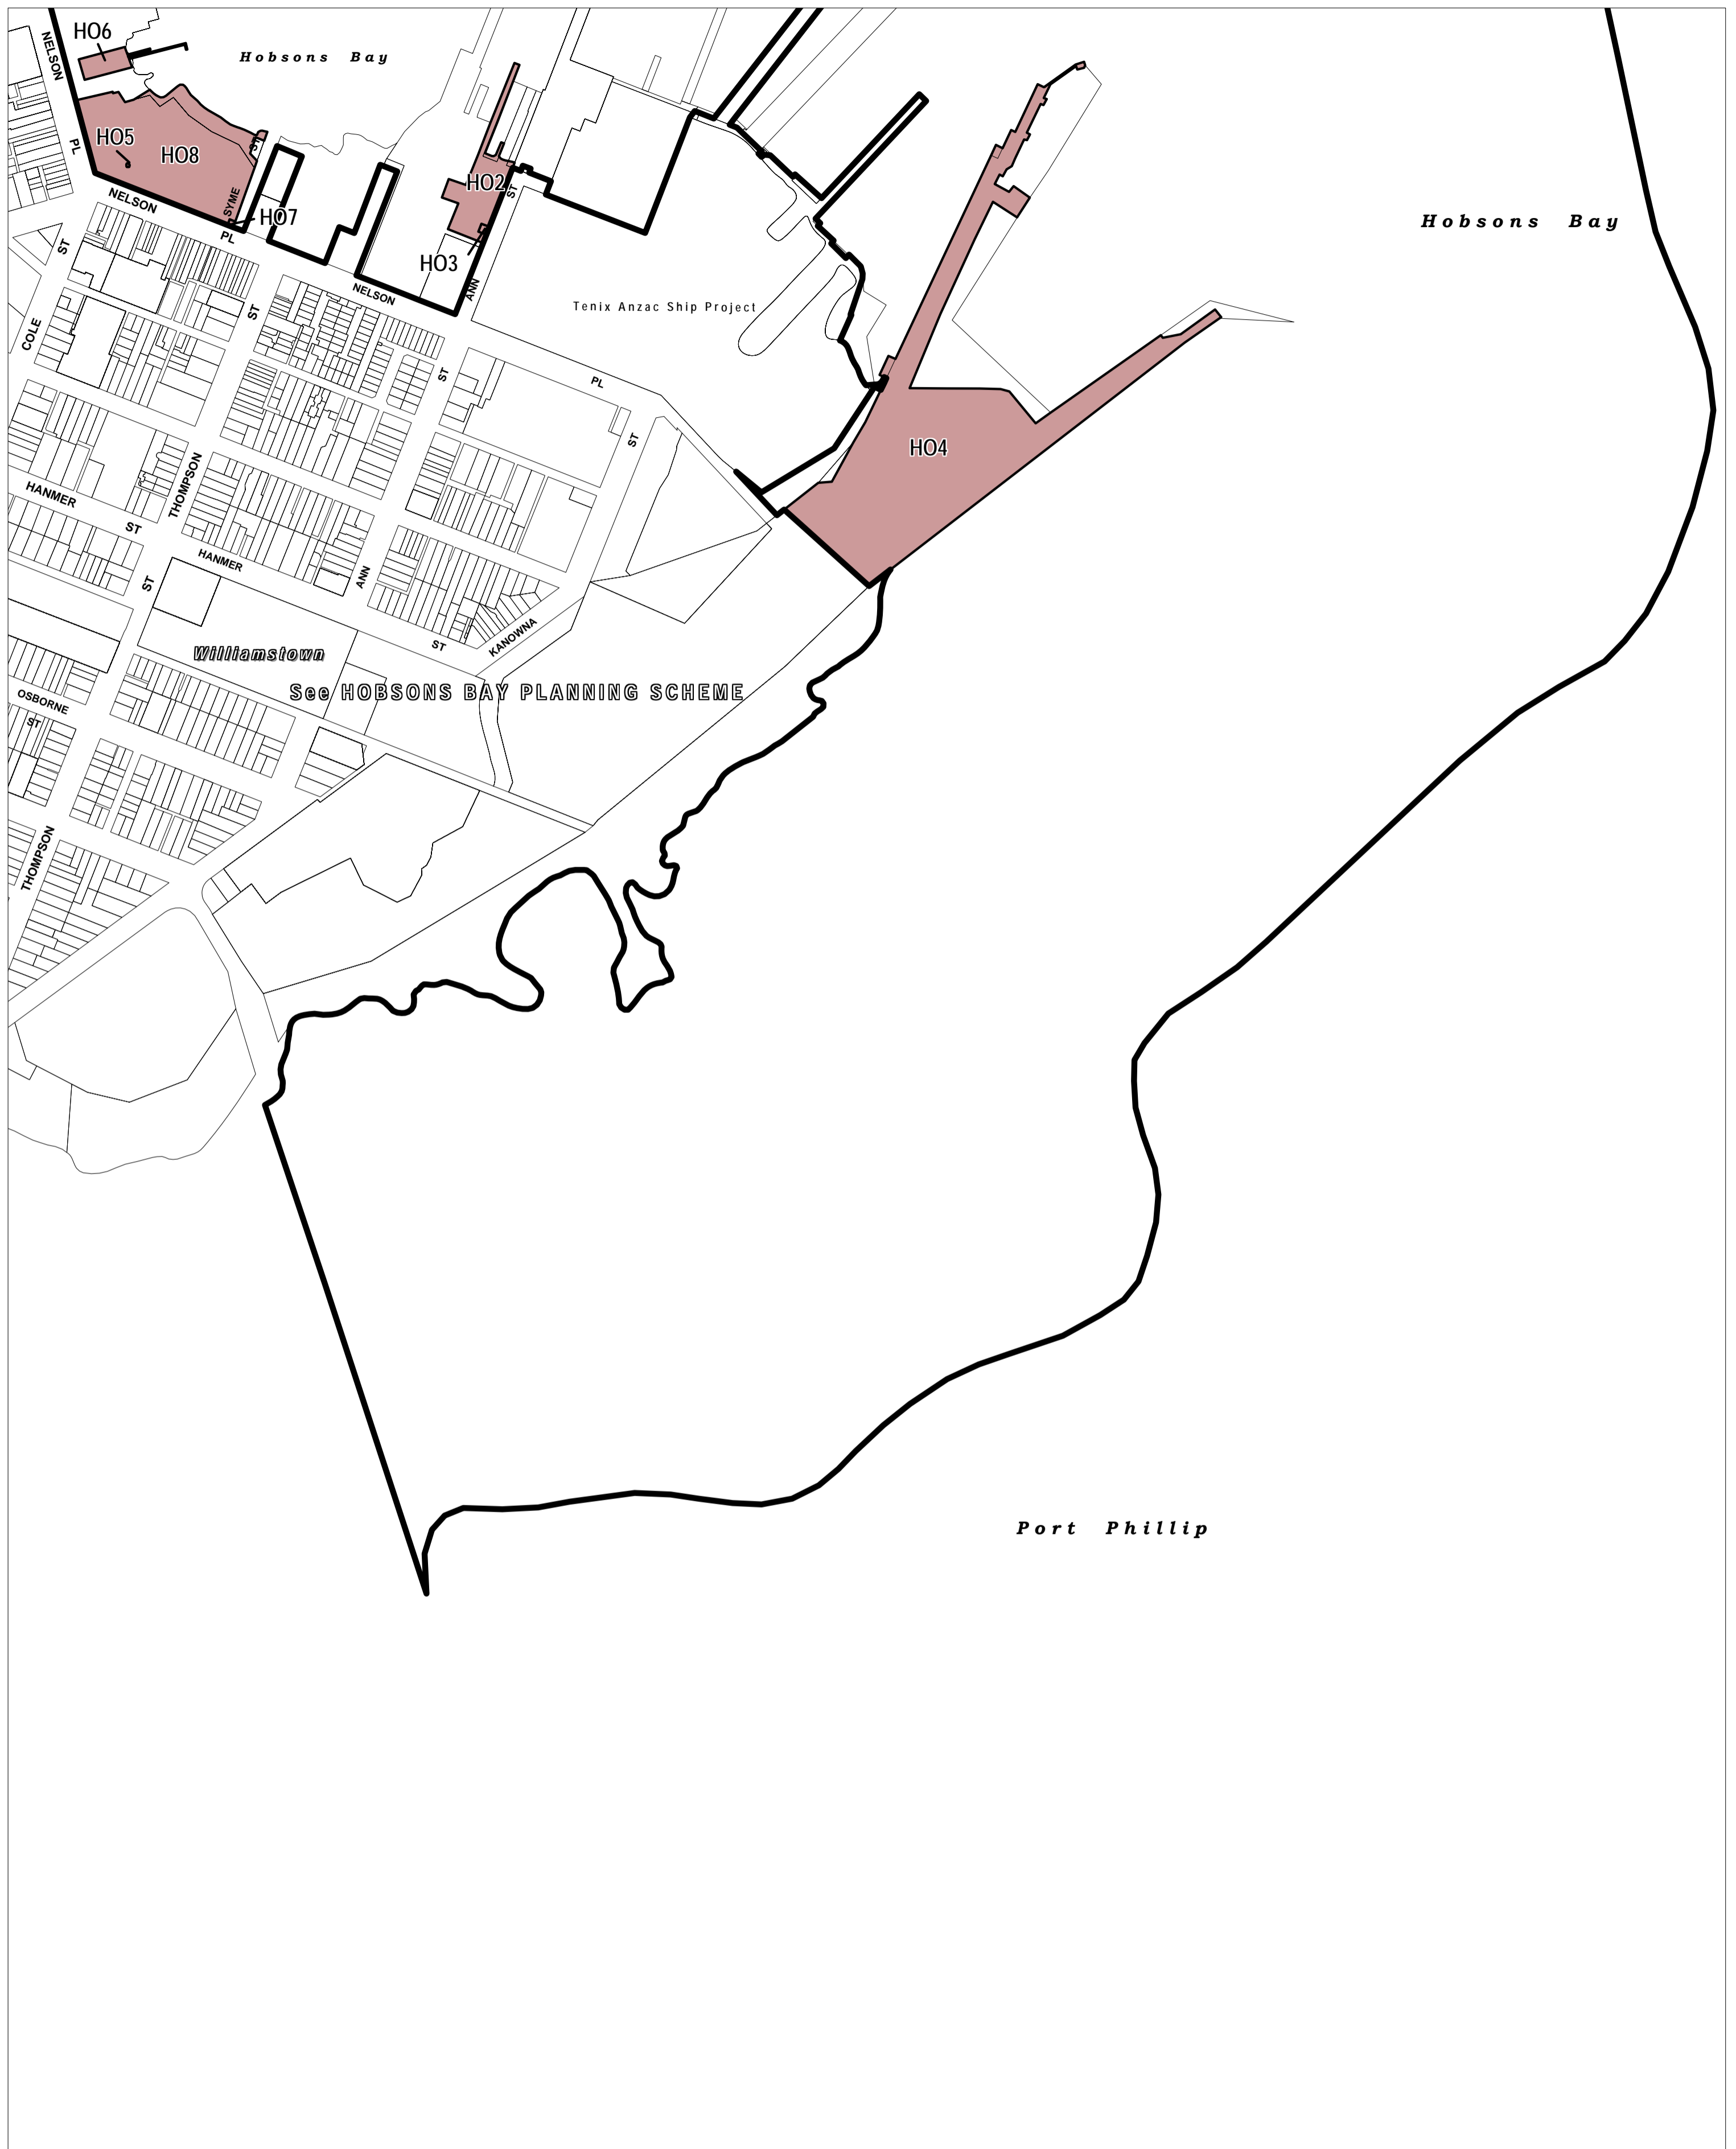 HO6
NELSON
PL
Hobsons Bay
HO5
HO8
ST
SYME
HO7
HO2
ST
HO3
ANN
NELSON
PL
NELSON
Hobsons Bay
Tenix Anzac Ship Project
COLE
ST
ST
ST
PL
ST
HO4
HANMER
ST
THOMPSON
ST
HANMER
ANN
ST
KANOWNA
Williamstown
See HOBSONS BAY PLANNING SCHEME
OSBORNE
ST
THOMPSON
Port Phillip